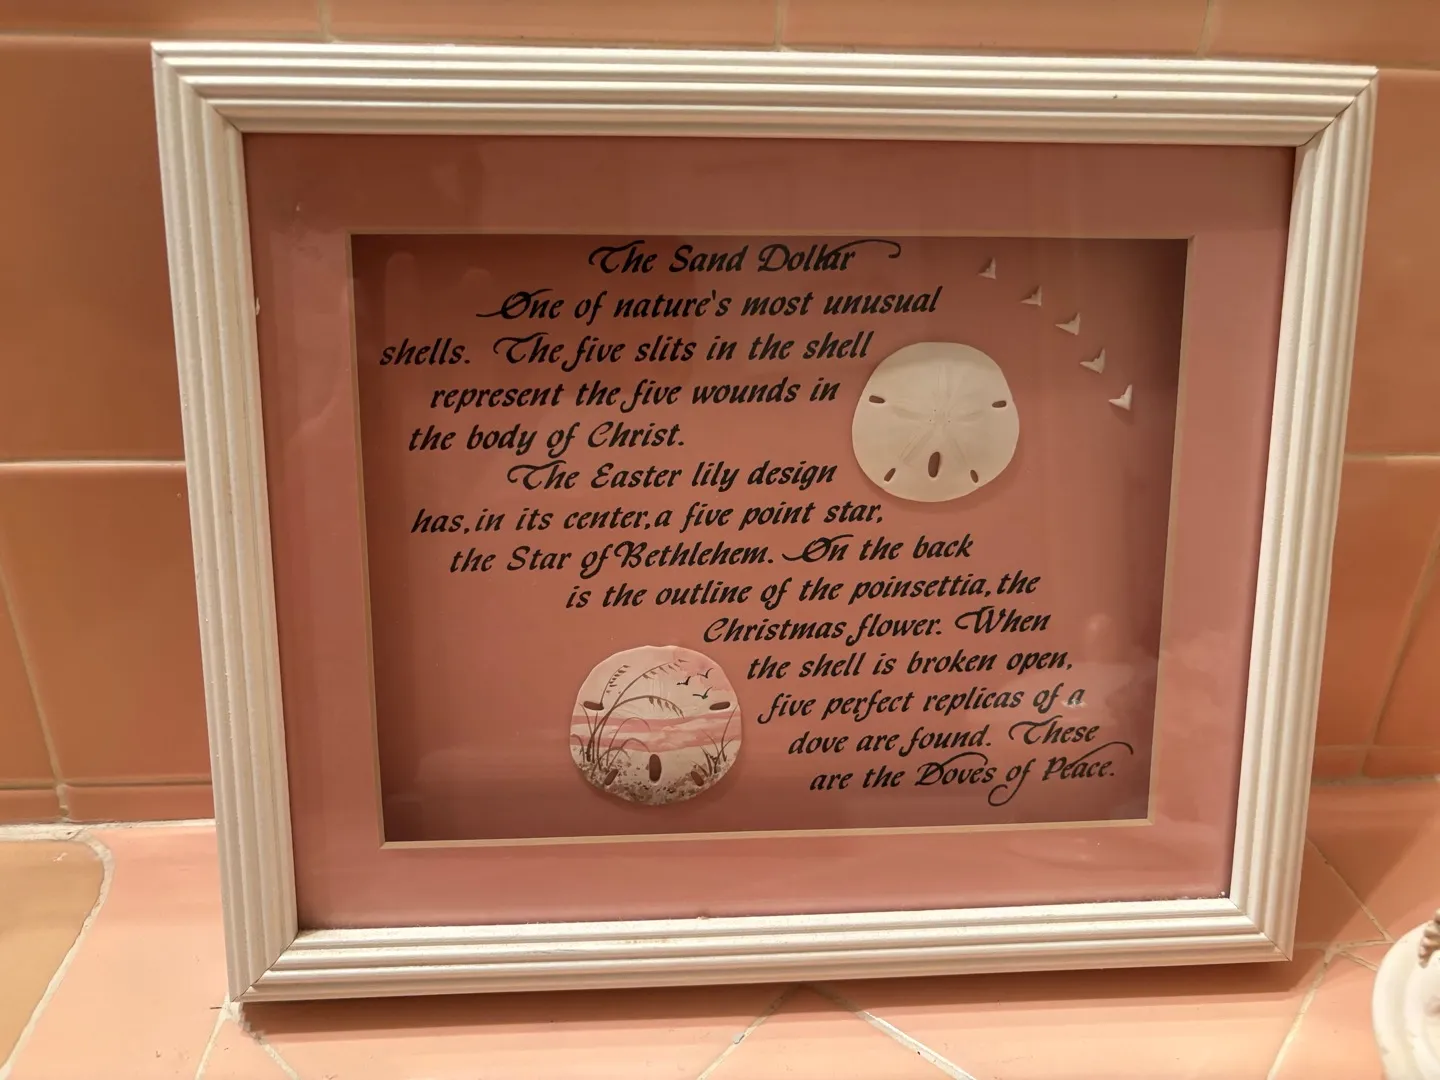 The Sand Dollar
One of nature's most unusual
shells. The five slits in the shell
represent the five wounds in
the body of Christ.
The Easter lily design
has, in its center, a five point star,
the Star of Bethlehem. On the back
is the outline of the poinsettia, the
Christmas flower. When
the shell is broken open,
five perfect replicas of a
dove are found. These
are the Doves of Peace.